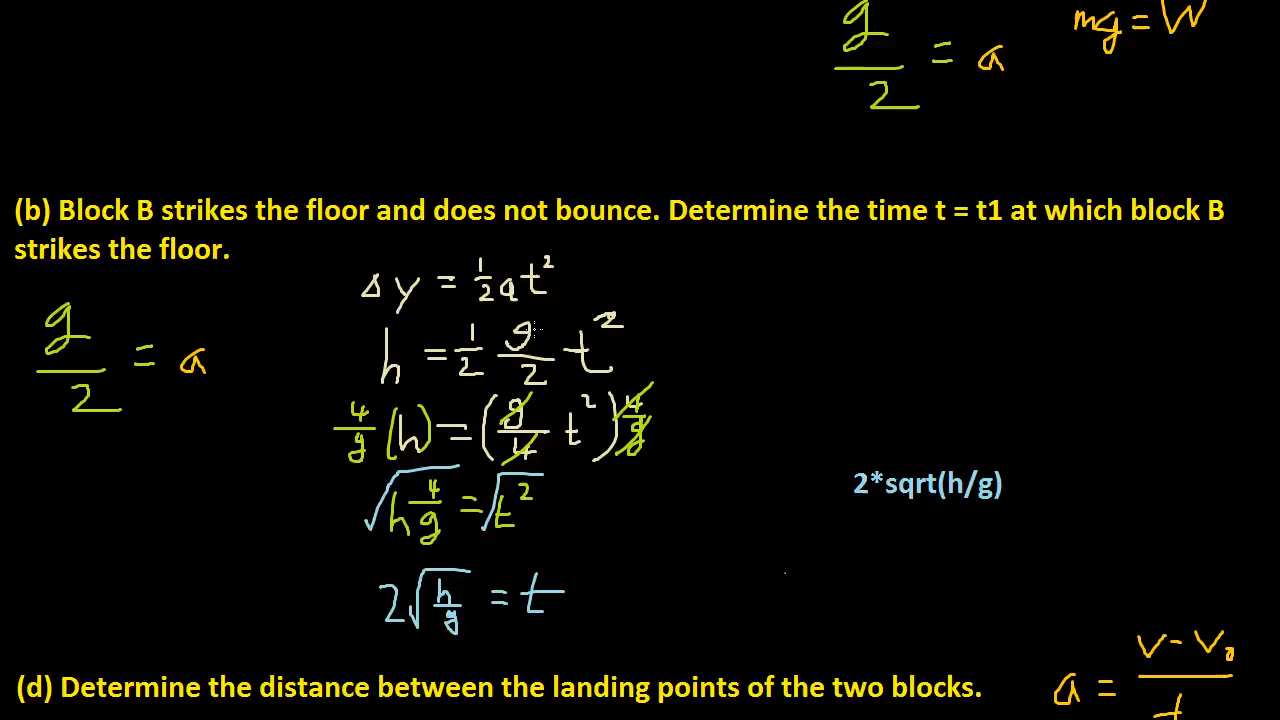 g/2 = a
mg = W
(b) Block B strikes the floor and does not bounce. Determine the time t = t1 at which block B
strikes the floor.
Δy = 1/2 at²
g/2 = a
h = 1/2 g/2 t²
4/g (h) = (g/4 t²) 4/g
√(h 4/g) = √t²
2*sqrt(h/g)
2√(h/g) = t
(d) Determine the distance between the landing points of the two blocks.
a = (v - v₀)/t